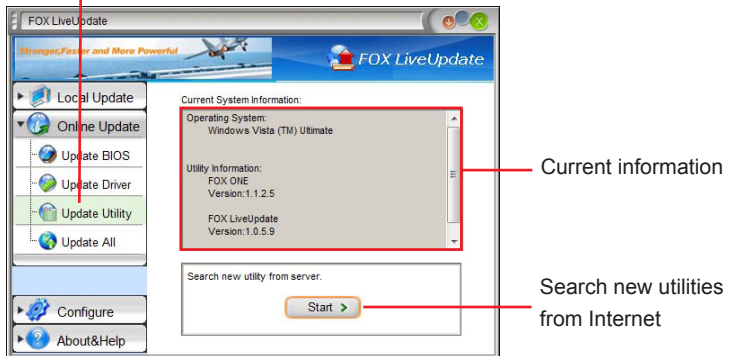 FOX LiveUpdate
Stronger,Faster and More Powerful
FOX LiveUpdate
Local Update
Online Update
Update BIOS
Update Driver
Update Utility
Update All
Configure
About&Help
Current System Information:
Operating System:
Windows Vista (TM) Ultimate
Utility Information:
FOX ONE
Version:1.1.2.5
FOX LiveUpdate
Version:1.0.5.9
Search new utility from server.
Start >
Current information
Search new utilities
from Internet